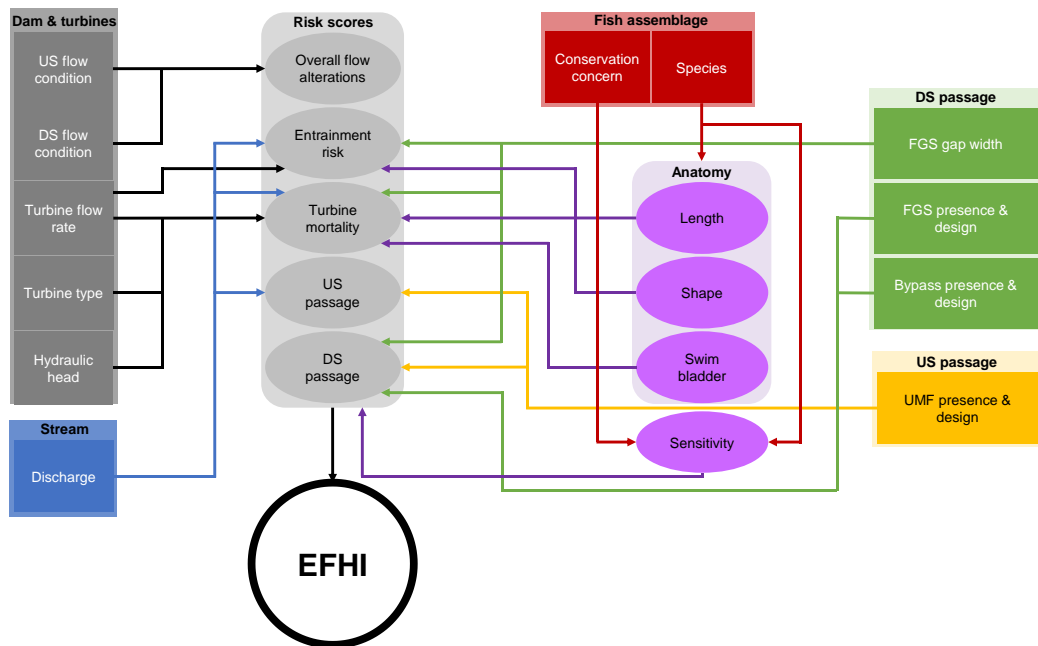 Dam & turbines
US flow
condition
DS flow
condition
Turbine flow
rate
Turbine type
Hydraulic
head
Stream
Discharge
Risk scores
Overall flow
alterations
Entrainment
risk
Turbine
mortality
US
passage
DS
passage
EFHI
Fish assemblage
Conservation
concern
Species
Anatomy
Length
Shape
Swim
bladder
Sensitivity
DS passage
FGS gap width
FGS presence &
design
Bypass presence &
design
US passage
UMF presence &
design